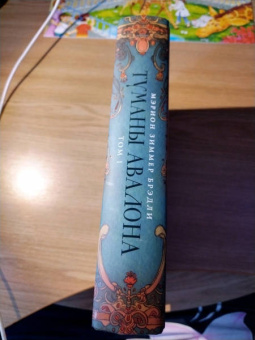 МЭРИОН ЗИММЕР БРЭДЛИ
ТУМАНЫ АВАЛОНА
ТОМ 1